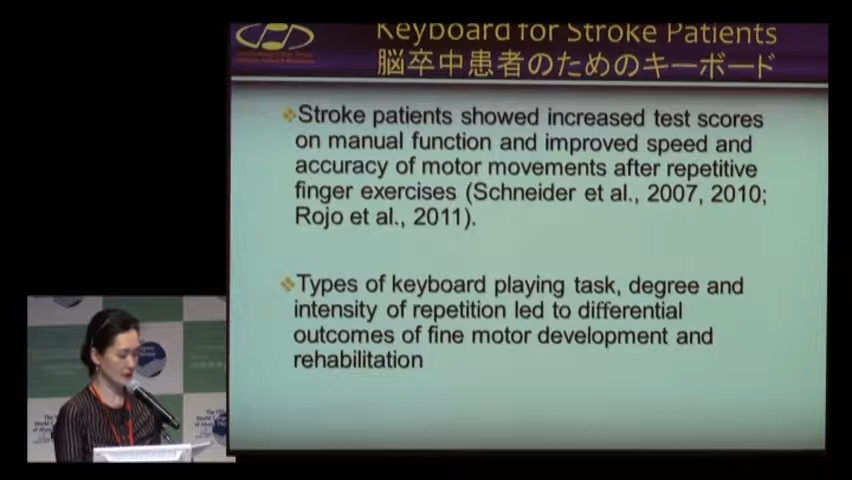 Keyboard for Stroke Patients
脳卒中患者のためのキーボード
Stroke patients showed increased test scores
on manual function and improved speed and
accuracy of motor movements after repetitive
finger exercises (Schneider et al., 2007, 2010;
Rojo et al., 2011).
Types of keyboard playing task, degree and
intensity of repetition led to differential
outcomes of fine motor development and
rehabilitation